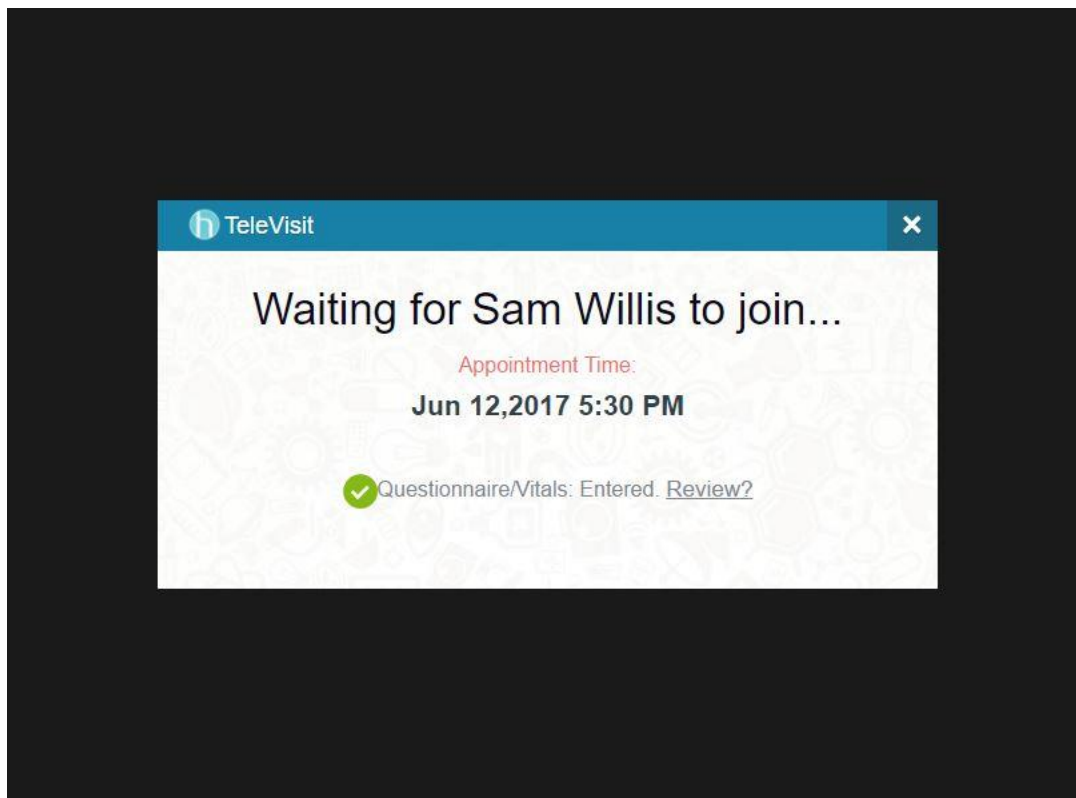 TeleVisit
Waiting for Sam Willis to join...
Appointment Time:
Jun 12,2017 5:30 PM
Questionnaire/Vitals: Entered. Review?